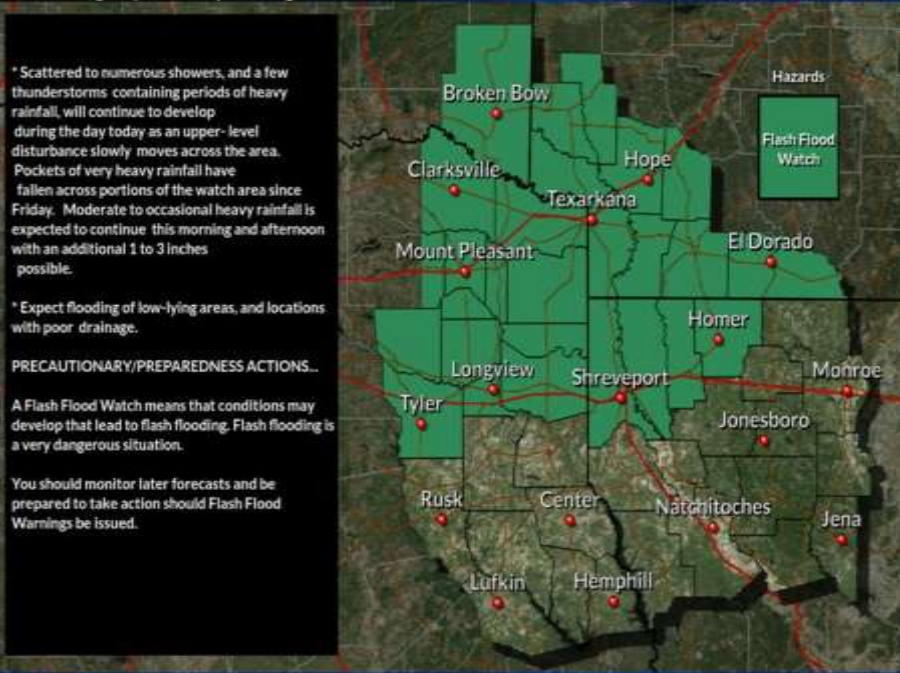 * Scattered to numerous showers, and a few
thunderstorms containing periods of heavy
rainfall, will continue to develop
during the day today as an upper- level
disturbance slowly moves across the area.
Pockets of very heavy rainfall have
fallen across portions of the watch area since
Friday. Moderate to occasional heavy rainfall is
expected to continue this morning and afternoon
with an additional 1 to 3 inches
possible.
* Expect flooding of low-lying areas, and locations
with poor drainage.
PRECAUTIONARY/PREPAREDNESS ACTIONS...
A Flash Flood Watch means that conditions may
develop that lead to flash flooding. Flash flooding is
a very dangerous situation.
You should monitor later forecasts and be
prepared to take action should Flash Flood
Warnings be issued.
Hazards
Flash Flood
Watch
Broken Bow
Clarksville
Hope
Texarkana
Mount Pleasant
El Dorado
Homer
Longview
Shreveport
Monroe
Tyler
Jonesboro
Rusk
Center
Natchitoches
Jena
Lufkin
Hemphill